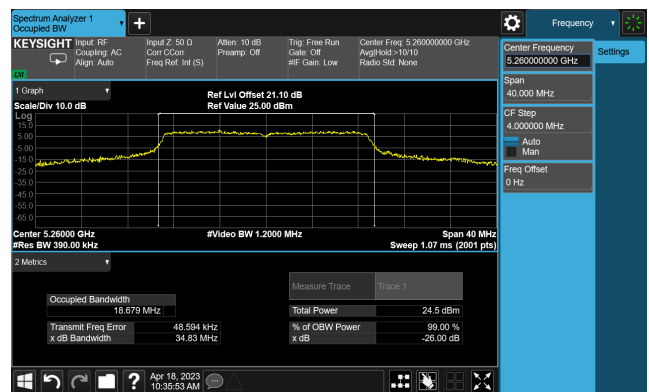 Spectrum Analyzer 1
Occupied BW
Frequency
KEYSIGHT
Input: RF
Coupling: AC
Align: Auto
Input Z: 50 Ω
Corr CCorr
Freq Ref: Int (S)
Atten: 10 dB
Preamp: Off
Trig: Free Run
Gate: Off
#IF Gain: Low
Center Freq: 5.260000000 GHz
Avg|Hold:>10/10
Radio Std: None
LXI
1 Graph
Scale/Div 10.0 dB
Ref Lvl Offset 21.10 dB
Ref Value 25.00 dBm
Log
15.0
5.00
-5.00
-15.0
-25.0
-35.0
-45.0
-55.0
-65.0
Center 5.26000 GHz
#Res BW 390.00 kHz
#Video BW 1.2000 MHz
Span 40 MHz
Sweep 1.07 ms (2001 pts)
2 Metrics
Measure Trace
Trace 1
Occupied Bandwidth
18.679 MHz
Total Power
24.5 dBm
Transmit Freq Error
48.594 kHz
% of OBW Power
99.00 %
x dB Bandwidth
34.83 MHz
x dB
-26.00 dB
Center Frequency
5.260000000 GHz
Settings
Span
40.000 MHz
CF Step
4.000000 MHz
Auto
Man
Freq Offset
0 Hz
?
Apr 18, 2023
10:35:53 AM